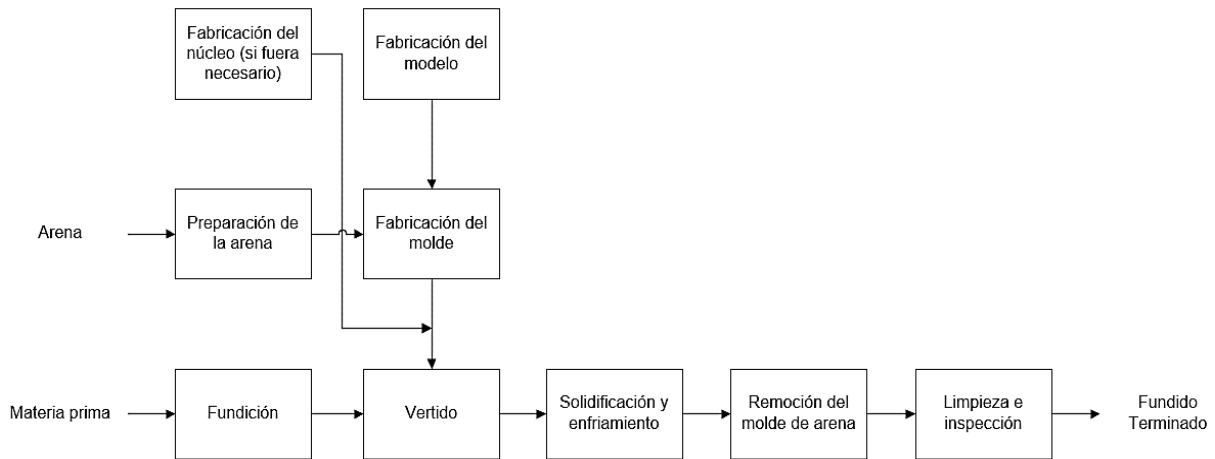 Fabricación del
núcleo (si fuera
necesario)
Fabricación del
modelo
Arena
Preparación de
la arena
Fabricación del
molde
Materia prima
Fundición
Vertido
Solidificación y
enfriamiento
Remoción del
molde de arena
Limpieza e
inspección
Fundido
Terminado